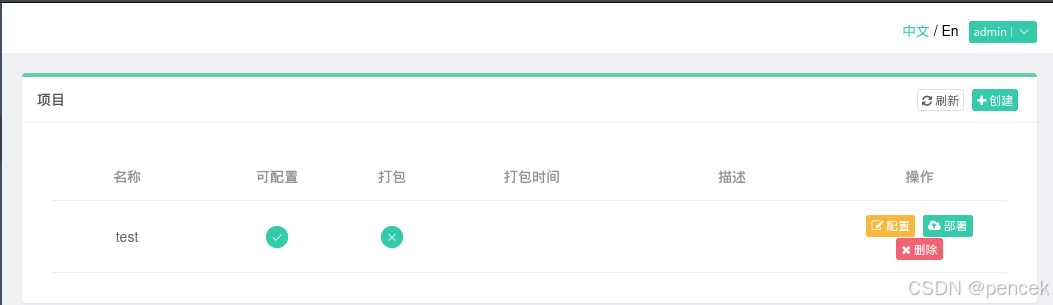 中文 / En admin
项目 刷新 创建
名称 可配置 打包 打包时间 描述 操作
test 配置 部署
删除
CSDN @pencek